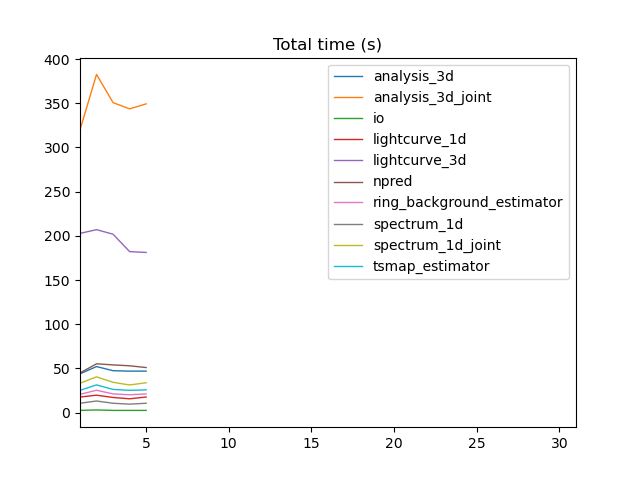 Total time (s)
400
350
300
250
200
150
100
50
0
analysis_3d
analysis_3d_joint
io
lightcurve_1d
lightcurve_3d
npred
ring_background_estimator
spectrum_1d
spectrum_1d_joint
tsmap_estimator
5 10 15 20 25 30